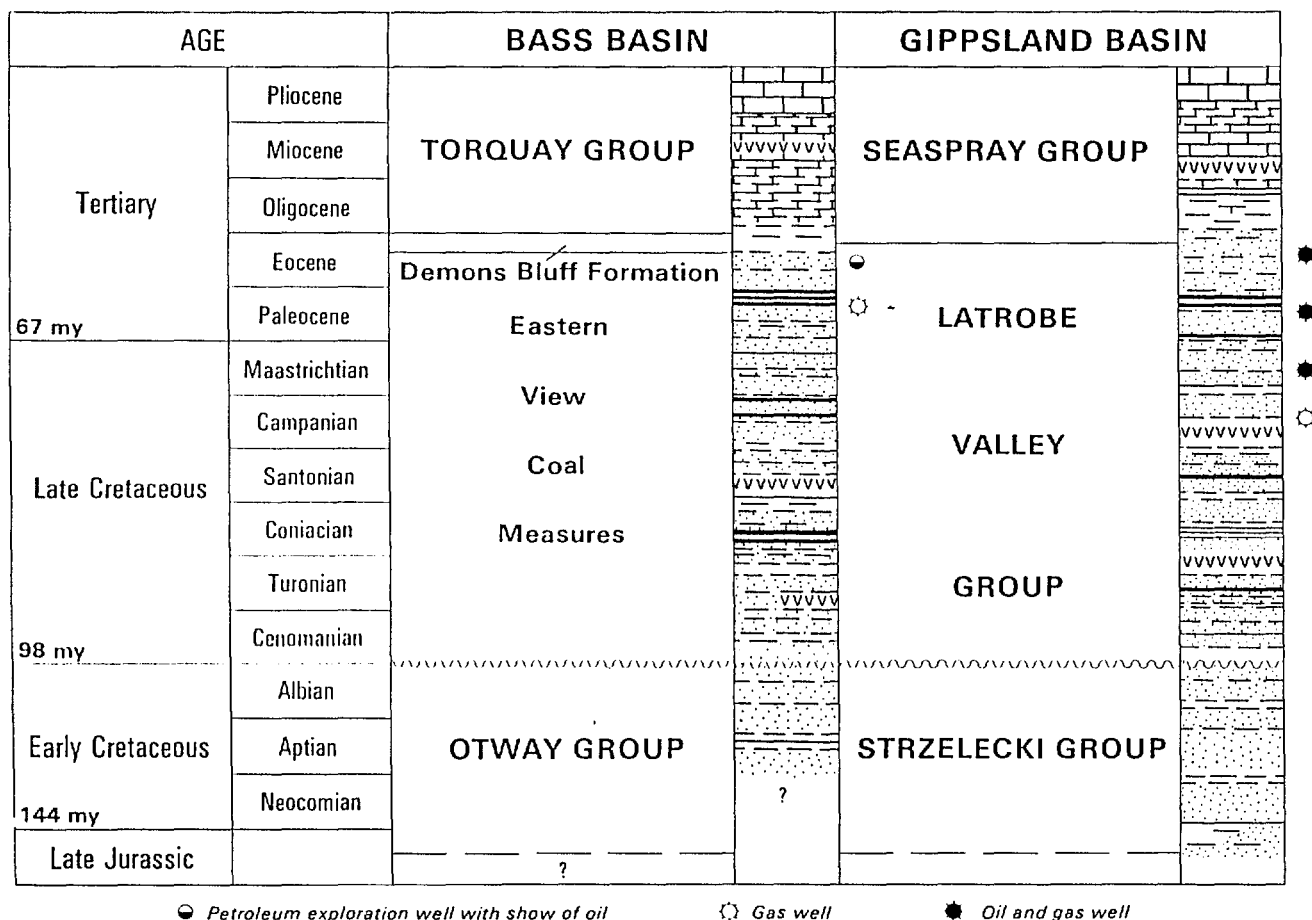 AGE BASS BASIN GIPPSLAND BASIN
Pliocene
Miocene TORQUAY GROUP SEASPRAY GROUP
Tertiary
Oligocene
Eocene
Demons Bluff Formation
Paleocene Eastern LATROBE
67 my
Maastrichtian
View
Campanian
VALLEY
Coal
Late Cretaceous Santonian
Coniacian Measures
Turonian GROUP
Cenomanian
98 my
Albian
Early Cretaceous Aptian OTWAY GROUP STRZELECKI GROUP
Neocomian ?
144 my
Late Jurassic
?
Petroleum exploration well with show of oil Gas well Oil and gas well